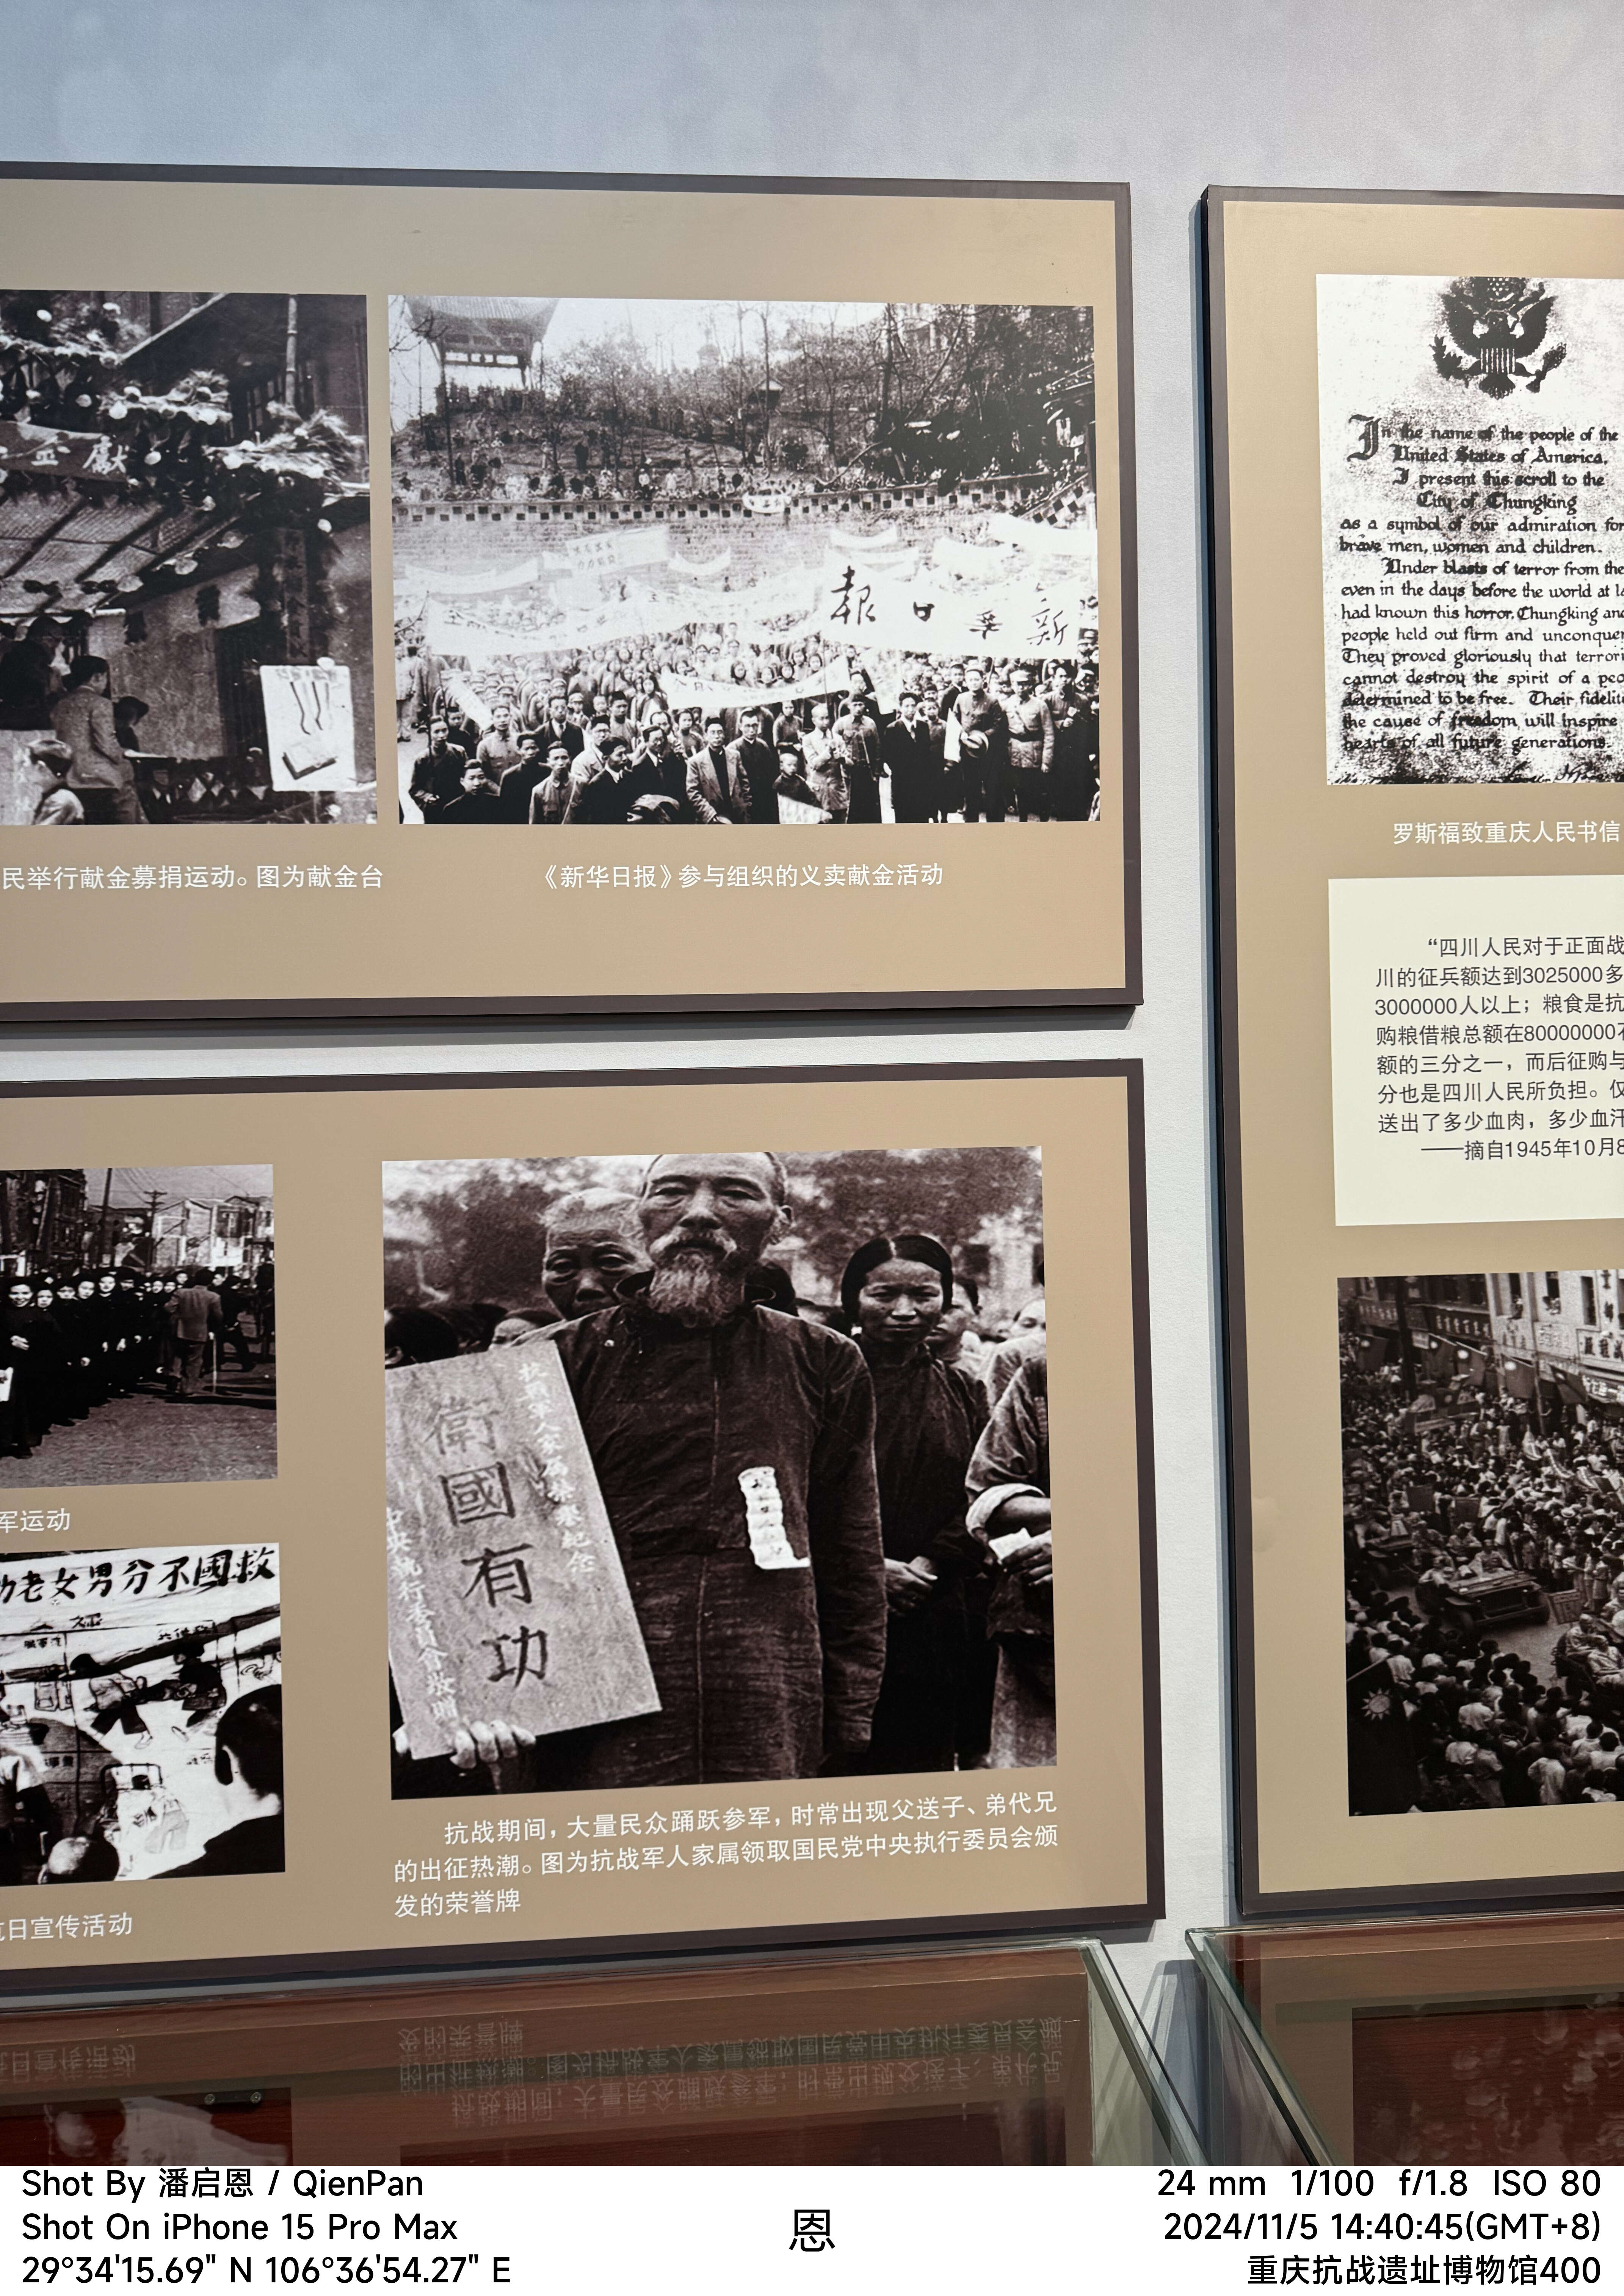 獻金
新華日報
民举行献金募捐运动。图为献金台
《新华日报》参与组织的义卖献金活动
In the name of the people of the
United States of America,
I present this scroll to the
City of Chungking
as a symbol of our admiration for
brave men, women and children.
Under blasts of terror from the
even in the days before the world at
had known this horror, Chungking and
people held out firm and
They proved gloriously that
cannot destroy the spirit of a
determined to be free. Their
the cause of freedom will inspire
hearts of all future generations.
罗斯福致重庆人民书信
“四川人民对于正面战
川的征兵额达到3025000多
3000000人以上；粮食是抗
购粮借粮总额在80000000
额的三分之一，而后征购与
分也是四川人民所负担。仅
送出了多少血肉，多少血汗
——摘自1945年10月8
军运动
救國不分男女老
抗日宣传活动
抗戰軍人家屬榮譽紀念
衛國有功
中央執行委員會敬贈
抗战期间，大量民众踊跃参军，时常出现父送子、弟代兄
的出征热潮。图为抗战军人家属领取国民党中央执行委员会颁
发的荣誉牌
Shot By 潘启恩 / QienPan
Shot On iPhone 15 Pro Max
29°34'15.69" N 106°36'54.27" E
恩
24 mm 1/100 f/1.8 ISO 80
2024/11/5 14:40:45(GMT+8)
重庆抗战遗址博物馆400